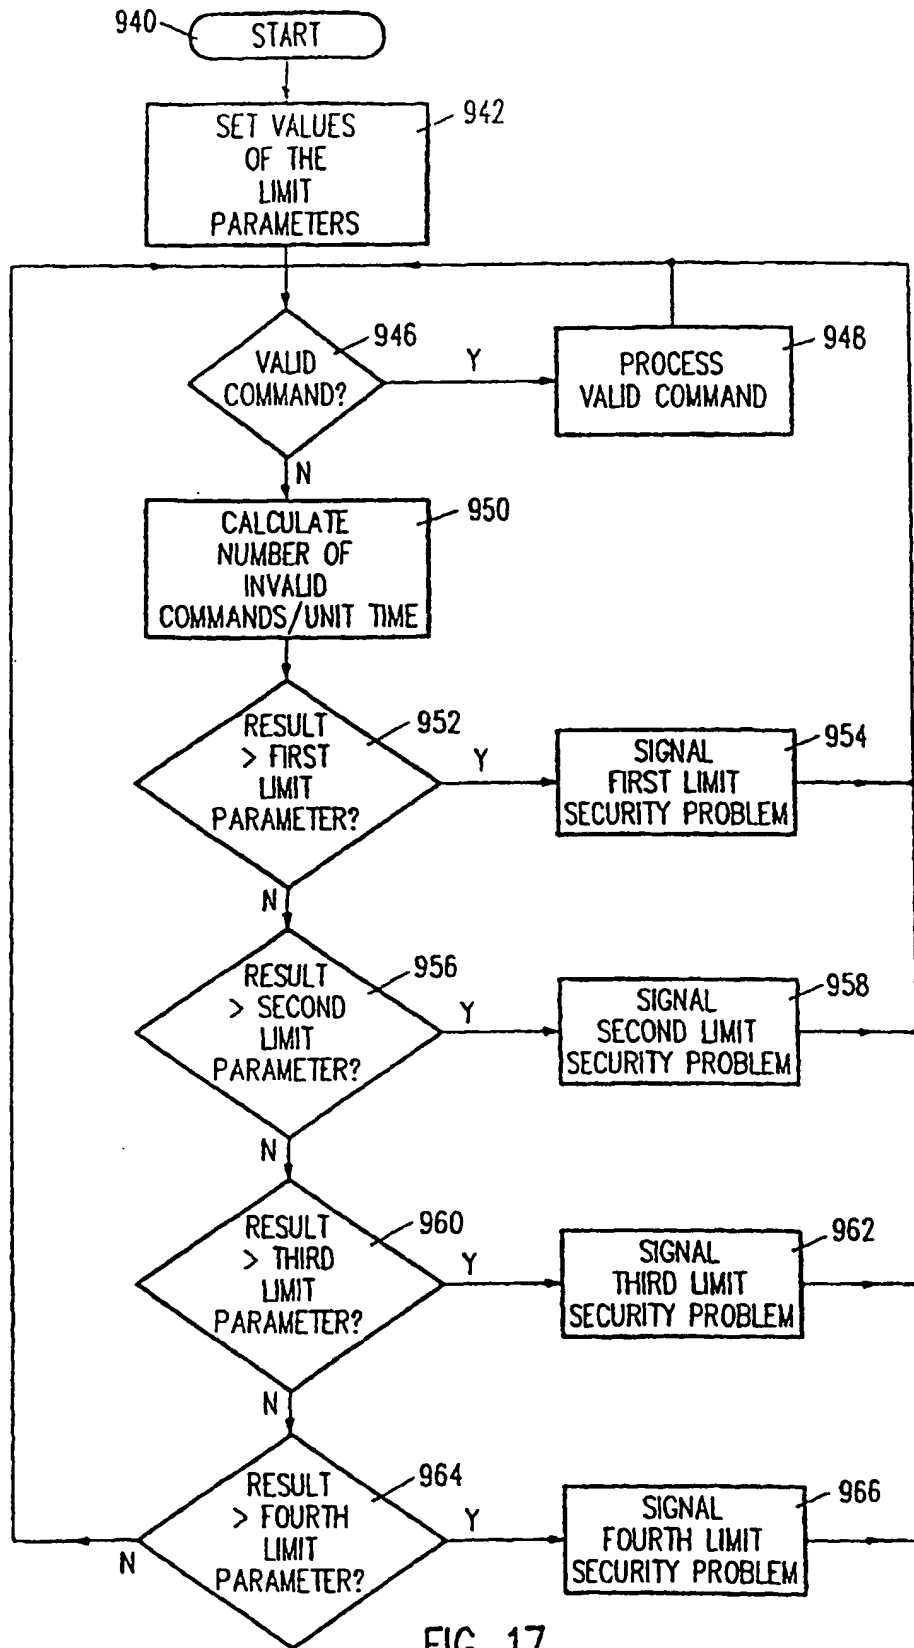 940
START
942
SET VALUES
OF THE
LIMIT
PARAMETERS
946
VALID
COMMAND?
Y
948
PROCESS
VALID COMMAND
N
950
CALCULATE
NUMBER OF
INVALID
COMMANDS/UNIT TIME
952
RESULT
> FIRST
LIMIT
PARAMETER?
Y
954
SIGNAL
FIRST LIMIT
SECURITY PROBLEM
N
956
RESULT
> SECOND
LIMIT
PARAMETER?
Y
958
SIGNAL
SECOND LIMIT
SECURITY PROBLEM
N
960
RESULT
> THIRD
LIMIT
PARAMETER?
Y
962
SIGNAL
THIRD LIMIT
SECURITY PROBLEM
N
964
RESULT
> FOURTH
LIMIT
PARAMETER?
Y
966
SIGNAL
FOURTH LIMIT
SECURITY PROBLEM
N
FIG. 17